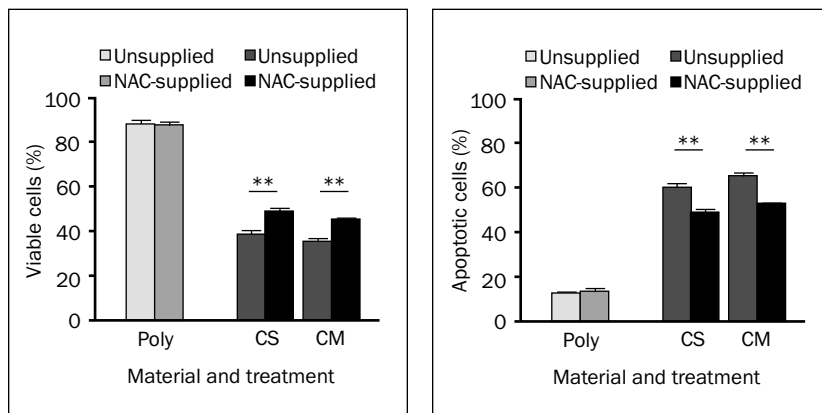 Unsupplied Unsupplied
NAC-supplied NAC-supplied
Viable cells (%)
100
80
60
40
20
0
** **
Poly CS CM
Material and treatment
Unsupplied Unsupplied
NAC-supplied NAC-supplied
Apoptotic cells (%)
100
80
60
40
20
0
** **
Poly CS CM
Material and treatment